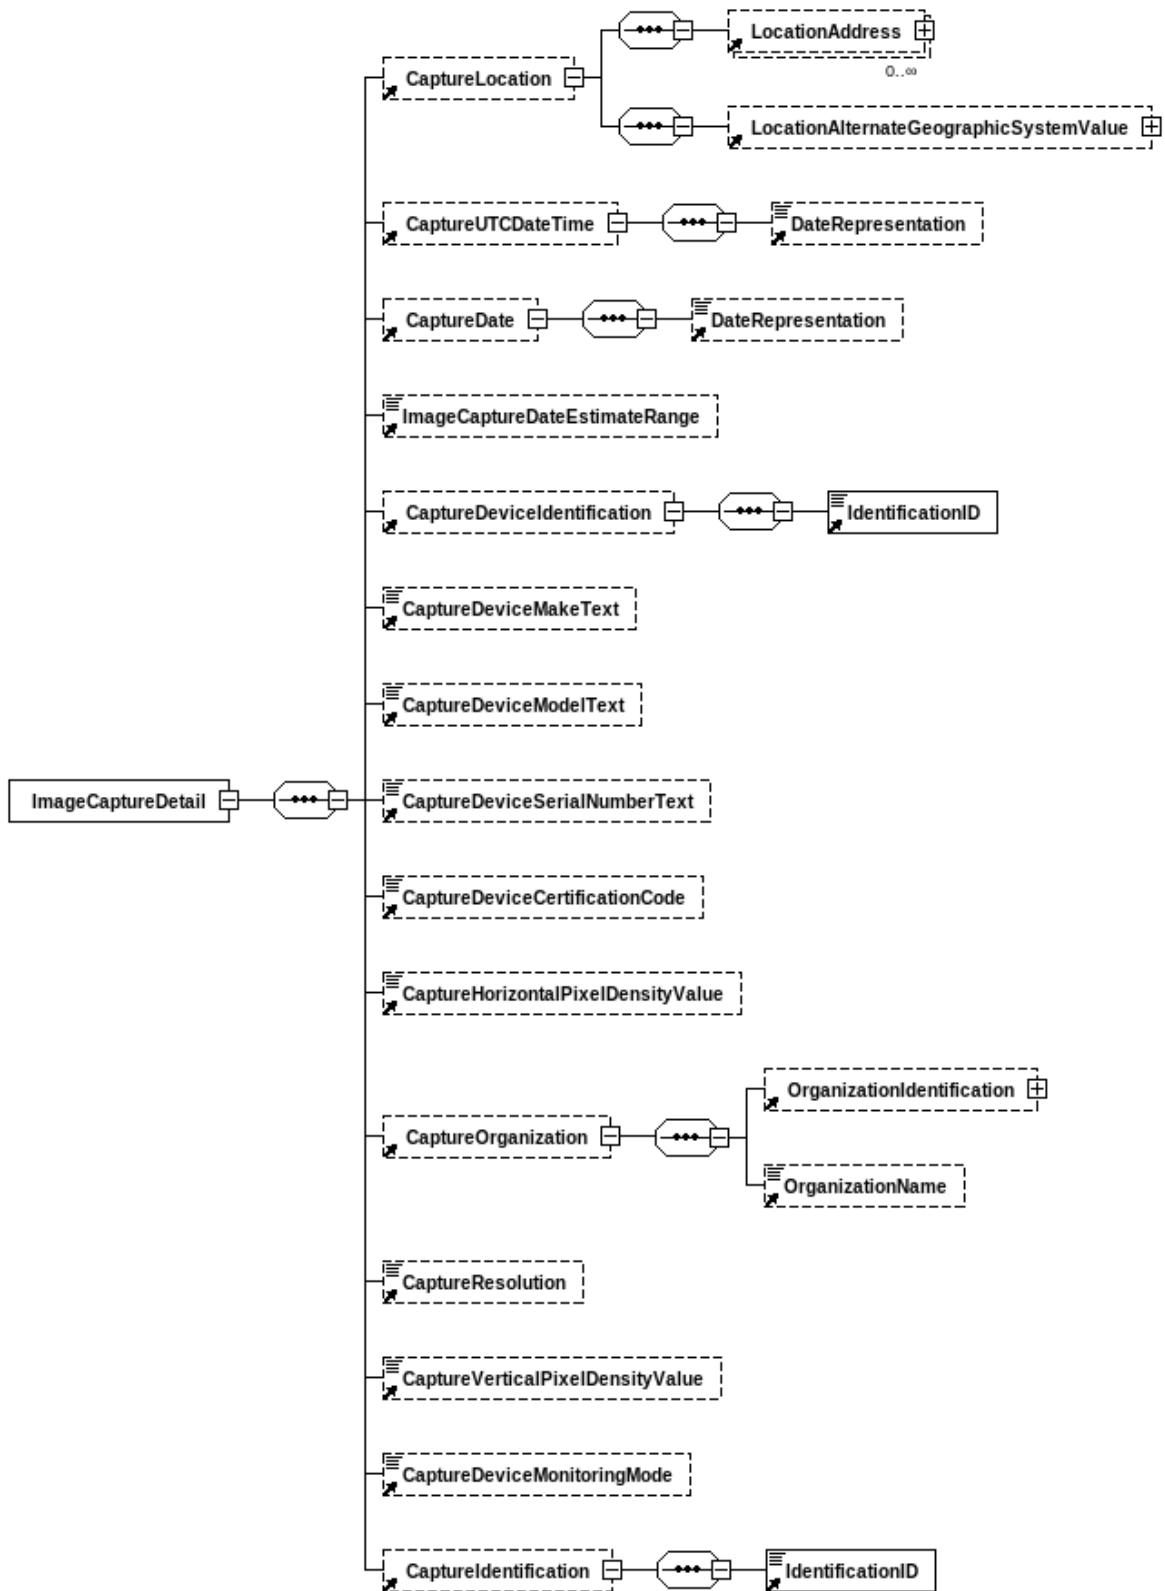 LocationAddress
0..∞
CaptureLocation
LocationAlternateGeographicSystemValue
CaptureUTCDateTime
DateRepresentation
CaptureDate
DateRepresentation
ImageCaptureDateEstimateRange
CaptureDeviceIdentification
IdentificationID
CaptureDeviceMakeText
CaptureDeviceModelText
ImageCaptureDetail
CaptureDeviceSerialNumberText
CaptureDeviceCertificationCode
CaptureHorizontalPixelDensityValue
OrganizationIdentification
CaptureOrganization
OrganizationName
CaptureResolution
CaptureVerticalPixelDensityValue
CaptureDeviceMonitoringMode
CaptureIdentification
IdentificationID